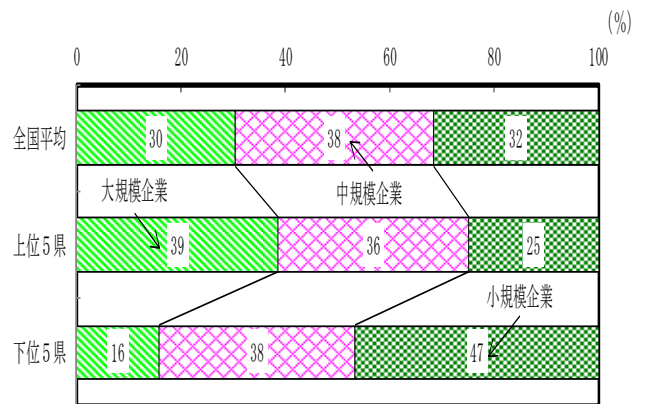 (%)
0 20 40 60 80 100
全国平均 30 38 32
大規模企業 中規模企業
上位５県 39 36 25
小規模企業
下位５県 16 38 47